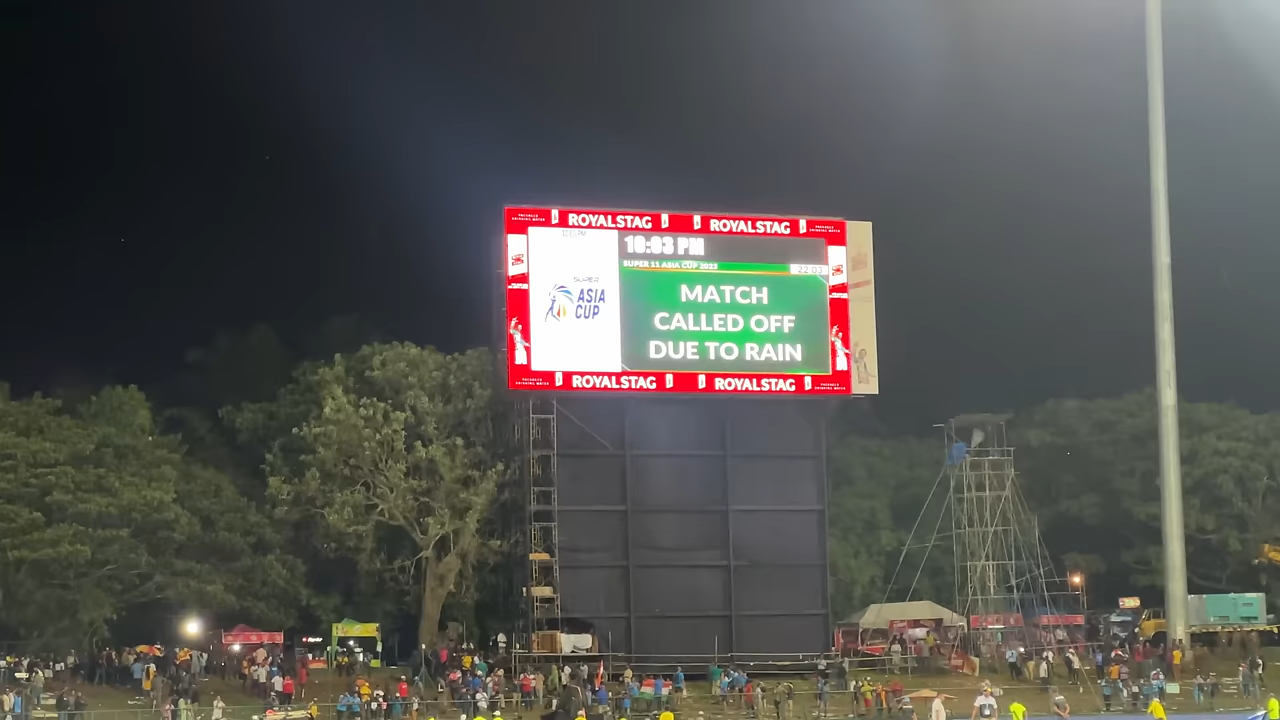 ROYALSTAG ROYALSTAG
10:03 PM
SUPER 11 ASIA CUP 2023
22 03
SUPER
ASIA
CUP
MATCH
CALLED OFF
DUE TO RAIN
ROYALSTAG ROYALSTAG